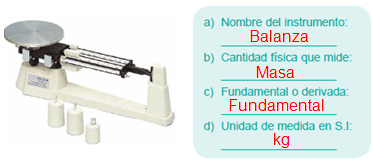 a) Nombre del instrumento:
Balanza
b) Cantidad física que mide:
Masa
c) Fundamental o derivada:
Fundamental
d) Unidad de medida en S.I:
kg